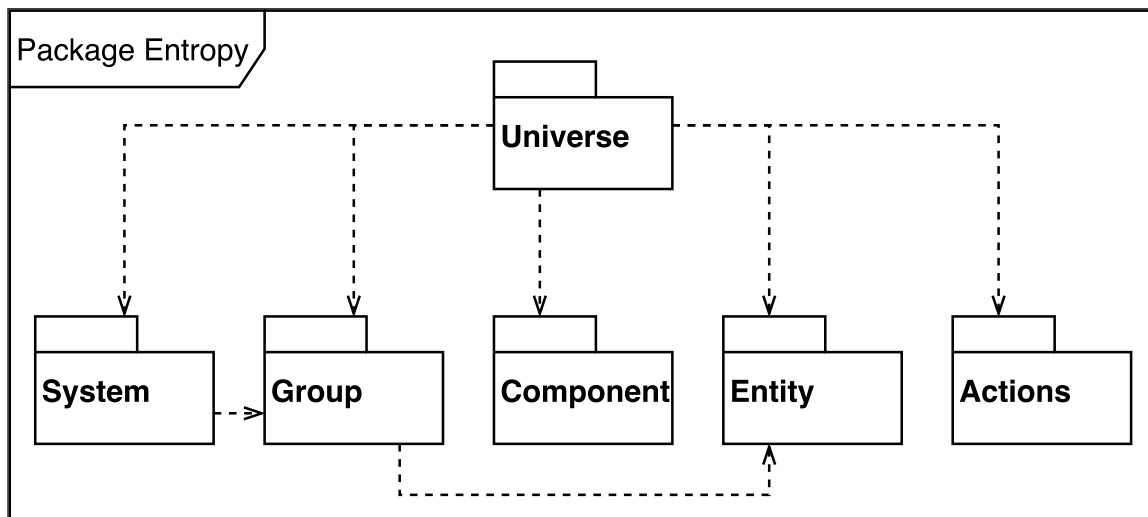 Package Entropy
Universe
System
Group
Component
Entity
Actions